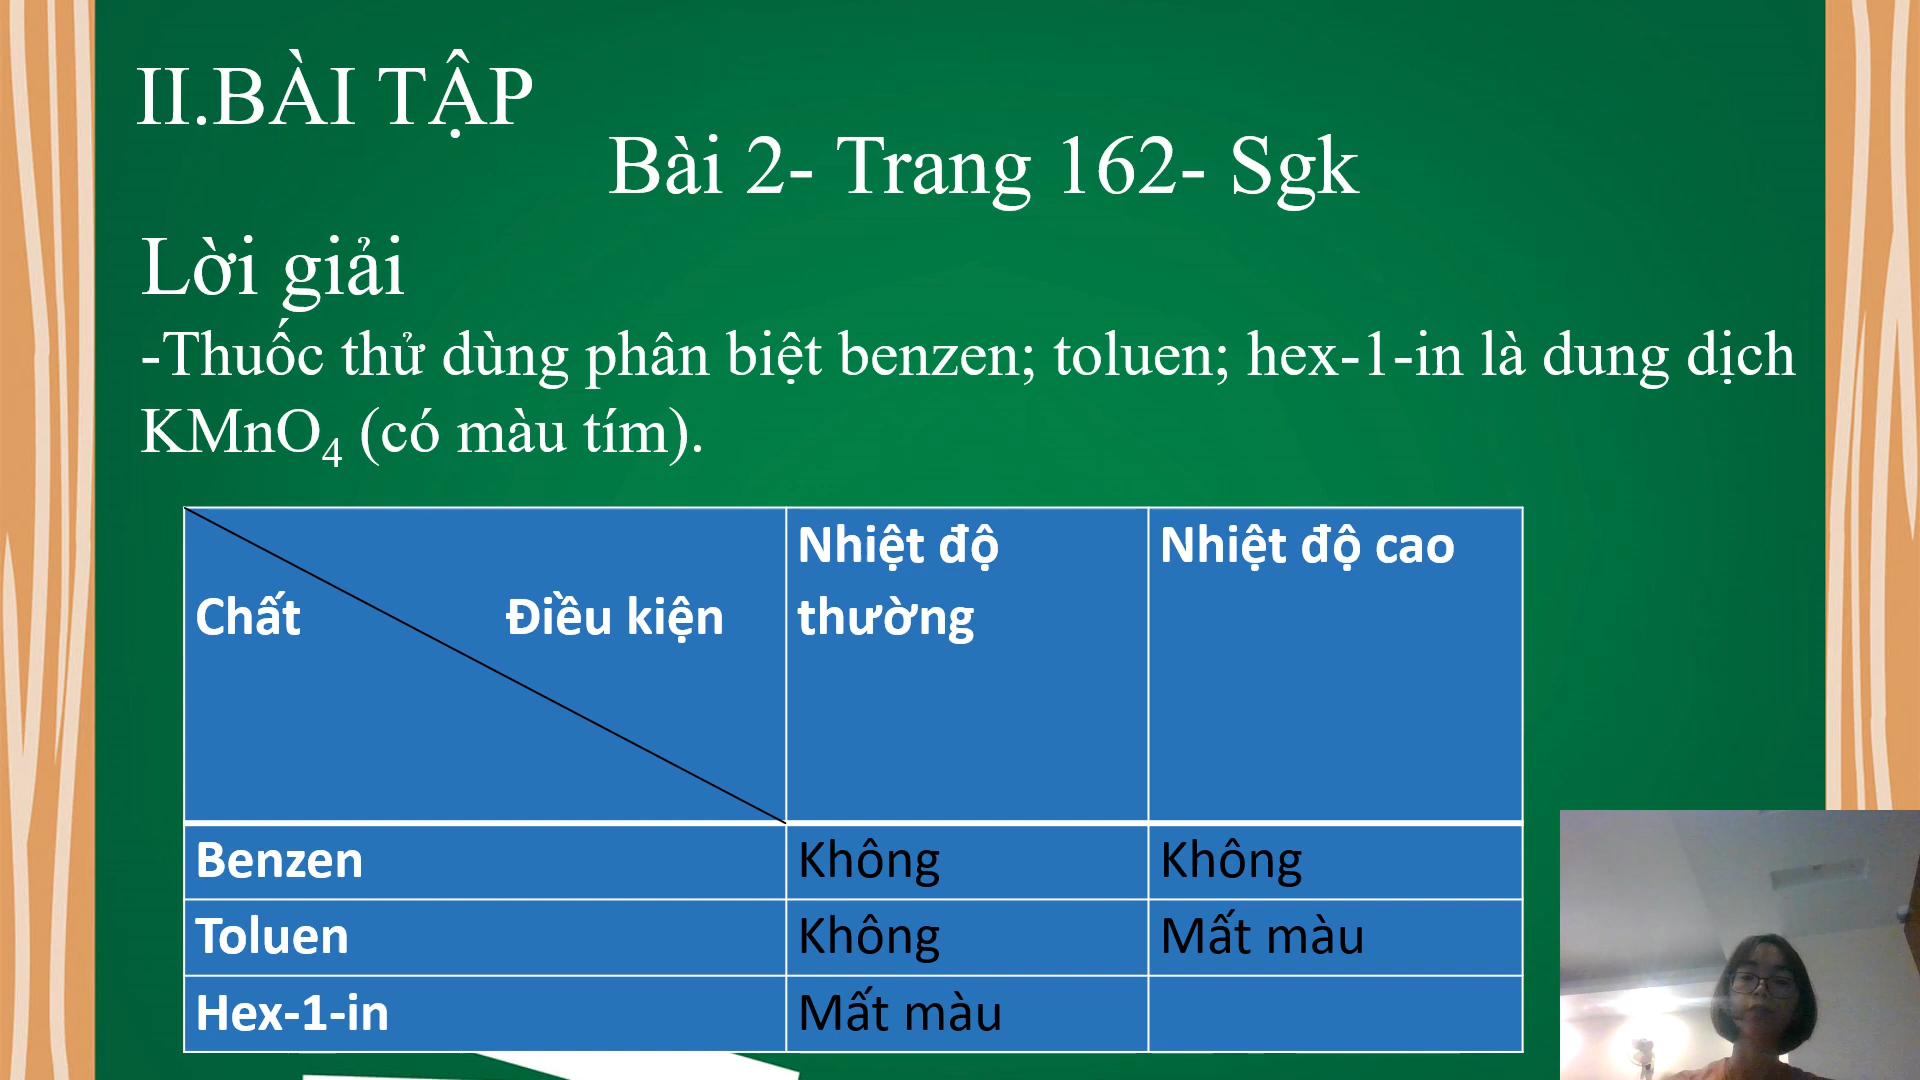 II.BÀI TẬP
Bài 2- Trang 162- Sgk
Lời giải
-Thuốc thử dùng phân biệt benzen; toluen; hex-1-in là dung dịch
KMnO₄ (có màu tím).
Chất Điều kiện
Nhiệt độ
thường
Nhiệt độ cao
Benzen Không Không
Toluen Không Mất màu
Hex-1-in Mất màu